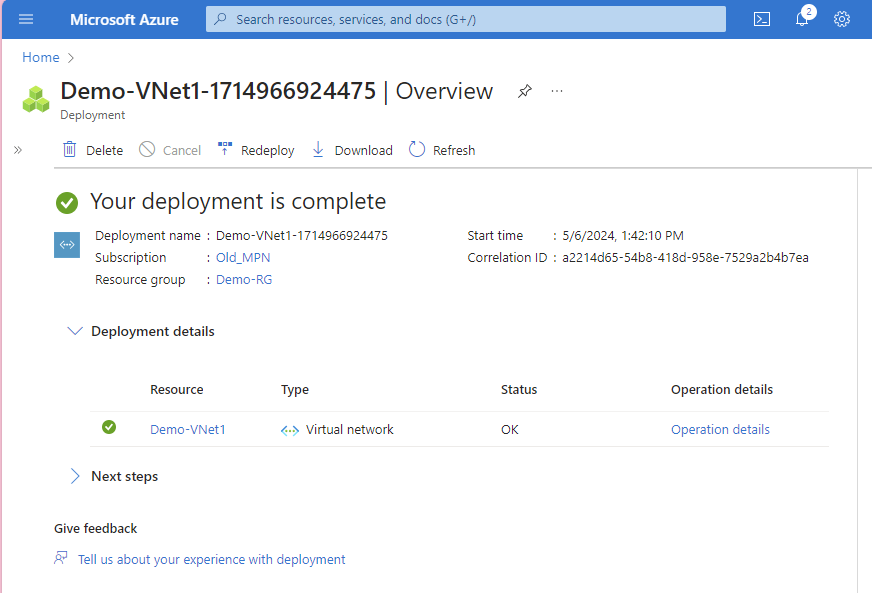 Microsoft Azure
Search resources, services, and docs (G+/)
2
Home
Demo-VNet1-1714966924475 | Overview
Deployment
Delete
Cancel
Redeploy
Download
Refresh
Your deployment is complete
Deployment name : Demo-VNet1-1714966924475
Subscription : Old_MPN
Resource group : Demo-RG
Start time : 5/6/2024, 1:42:10 PM
Correlation ID : a2214d65-54b8-418d-958e-7529a2b4b7ea
Deployment details
Resource Type Status Operation details
Demo-VNet1 Virtual network OK Operation details
Next steps
Give feedback
Tell us about your experience with deployment